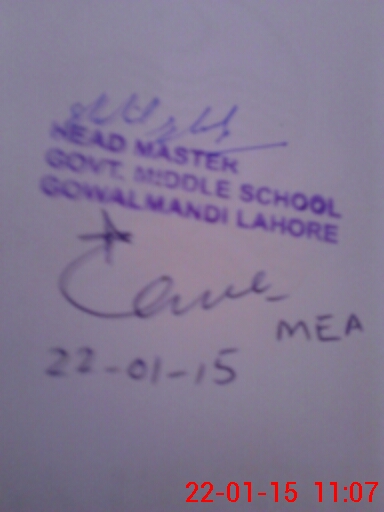 HEAD MASTER
GOVT. MIDDLE SCHOOL
GOWALMANDI LAHORE
MEA
22-01-15
22-01-15 11:07